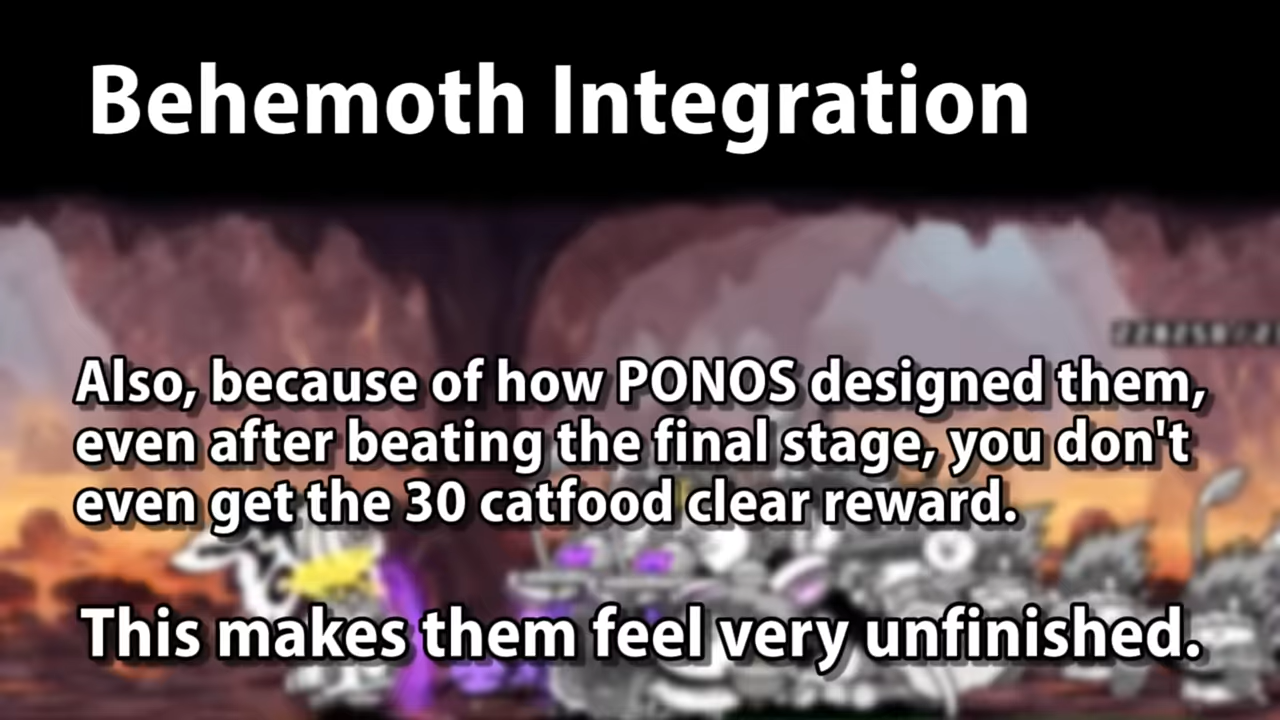 Behemoth Integration
Also, because of how PONOS designed them,
even after beating the final stage, you don't
even get the 30 catfood clear reward.
This makes them feel very unfinished.